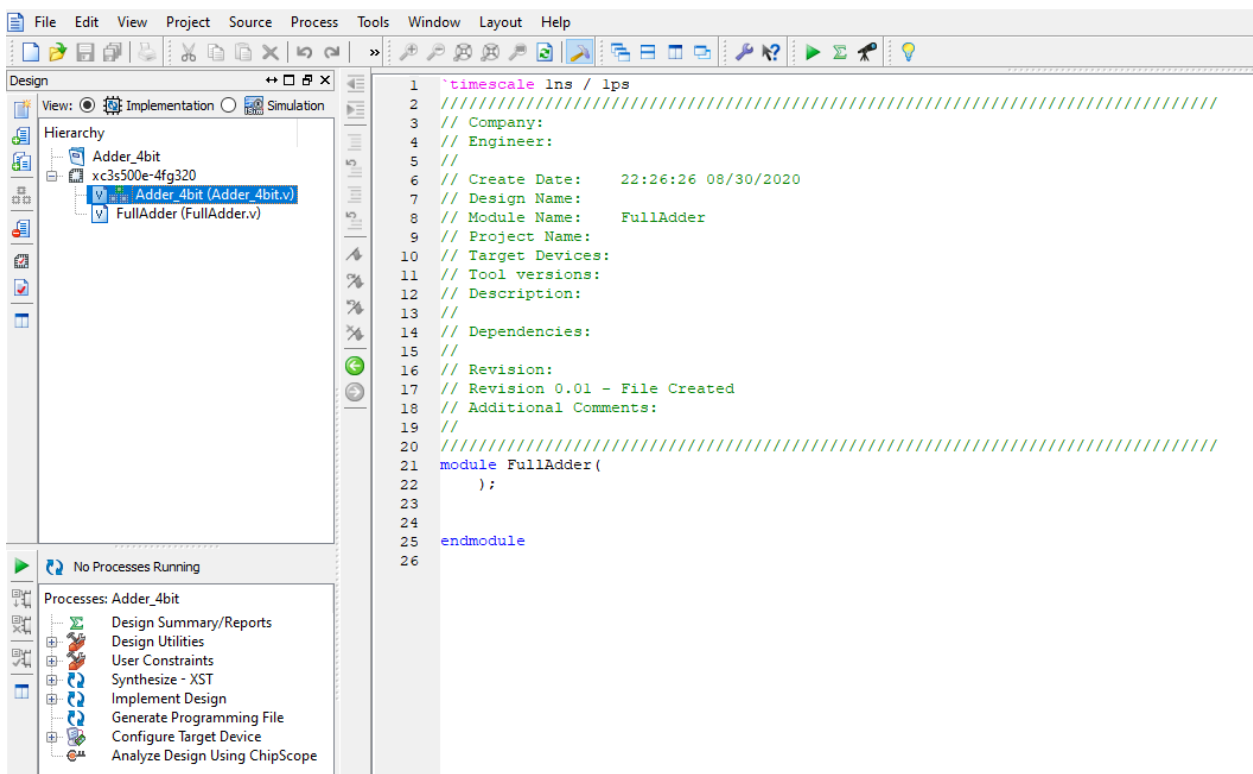 File Edit View Project Source Process Tools Window Layout Help
»
Design
View: Implementation Simulation
Hierarchy
Adder_4bit
xc3s500e-4fg320
Adder_4bit (Adder_4bit.v)
FullAdder (FullAdder.v)
No Processes Running
Processes: Adder_4bit
Design Summary/Reports
Design Utilities
User Constraints
Synthesize - XST
Implement Design
Generate Programming File
Configure Target Device
Analyze Design Using ChipScope
1 `timescale 1ns / 1ps
2 //////////////////////////////////////////////////////////////////////////////////
3 // Company:
4 // Engineer:
5 //
6 // Create Date:    22:26:26 08/30/2020
7 // Design Name:
8 // Module Name:    FullAdder
9 // Project Name:
10 // Target Devices:
11 // Tool versions:
12 // Description:
13 //
14 // Dependencies:
15 //
16 // Revision:
17 // Revision 0.01 - File Created
18 // Additional Comments:
19 //
20 //////////////////////////////////////////////////////////////////////////////////
21 module FullAdder(
22     );
23
24
25 endmodule
26